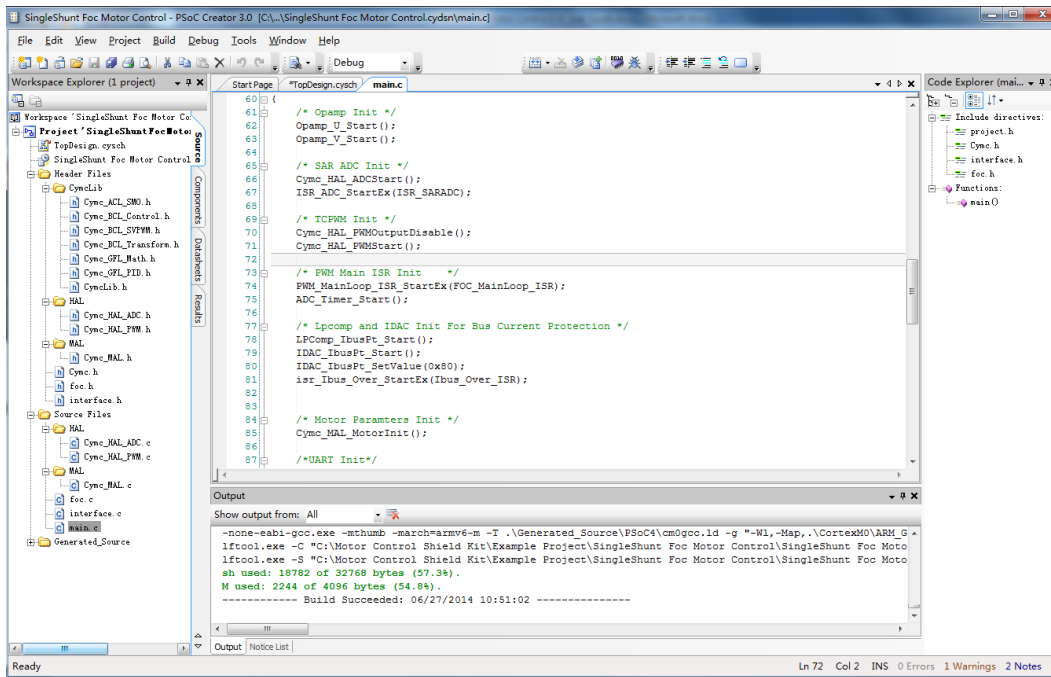 SingleShunt Foc Motor Control - PSoC Creator 3.0 [C:\...\SingleShunt Foc Motor Control.cydsn\main.c]
File Edit View Project Build Debug Tools Window Help
Debug
Workspace Explorer (1 project)
Workspace 'SingleShunt Foc Motor Co
Project 'SingleShuntFocMoto
TopDesign.cysch
SingleShunt Foc Motor Control
Header Files
CymcLib
Cymc_ACL_SMO.h
Cymc_BCL_Control.h
Cymc_BCL_SVPWM.h
Cymc_BCL_Transform.h
Cymc_GFL_Math.h
Cymc_GFL_PID.h
CymcLib.h
HAL
Cymc_HAL_ADC.h
Cymc_HAL_PWM.h
MAL
Cymc_MAL.h
Cymc.h
foc.h
interface.h
Source Files
HAL
Cymc_HAL_ADC.c
Cymc_HAL_PWM.c
MAL
Cymc_MAL.c
foc.c
interface.c
main.c
Generated_Source
Source
Components
Datasheets
Results
Start Page *TopDesign.cysch main.c
60 {
61 /* Opamp Init */
62 Opamp_U_Start();
63 Opamp_V_Start();
64
65 /* SAR ADC Init */
66 Cymc_HAL_ADCStart();
67 ISR_ADC_StartEx(ISR_SARADC);
68
69 /* TCPWM Init */
70 Cymc_HAL_PWMOutputDisable();
71 Cymc_HAL_PWMStart();
72
73 /* PWM Main ISR Init */
74 PWM_MainLoop_ISR_StartEx(FOC_MainLoop_ISR);
75 ADC_Timer_Start();
76
77 /* Lpcomp and IDAC Init For Bus Current Protection */
78 LPComp_IbusPt_Start();
79 IDAC_IbusPt_Start();
80 IDAC_IbusPt_SetValue(0x80);
81 isr_Ibus_Over_StartEx(Ibus_Over_ISR);
82
83
84 /* Motor Paramters Init */
85 Cymc_MAL_MotorInit();
86
87 /*UART Init*/
Code Explorer (mai...
Include directives:
project.h
Cymc.h
interface.h
foc.h
Functions:
main()
Output
Show output from: All
-none-eabi-gcc.exe -mthumb -march=armv6-m -T .\Generated_Source\PSoC4\cm0gcc.ld -g "-Wl,-Map,.\CortexM0\ARM_G
lftool.exe -C "C:\Motor Control Shield Kit\Example Project\SingleShunt Foc Motor Control\SingleShunt Foc Moto
lftool.exe -S "C:\Motor Control Shield Kit\Example Project\SingleShunt Foc Motor Control\SingleShunt Foc Moto
sh used: 18782 of 32768 bytes (57.3%).
M used: 2244 of 4096 bytes (54.8%).
------------ Build Succeeded: 06/27/2014 10:51:02 ---------------
Output Notice List
Ready
Ln 72 Col 2 INS 0 Errors 1 Warnings 2 Notes